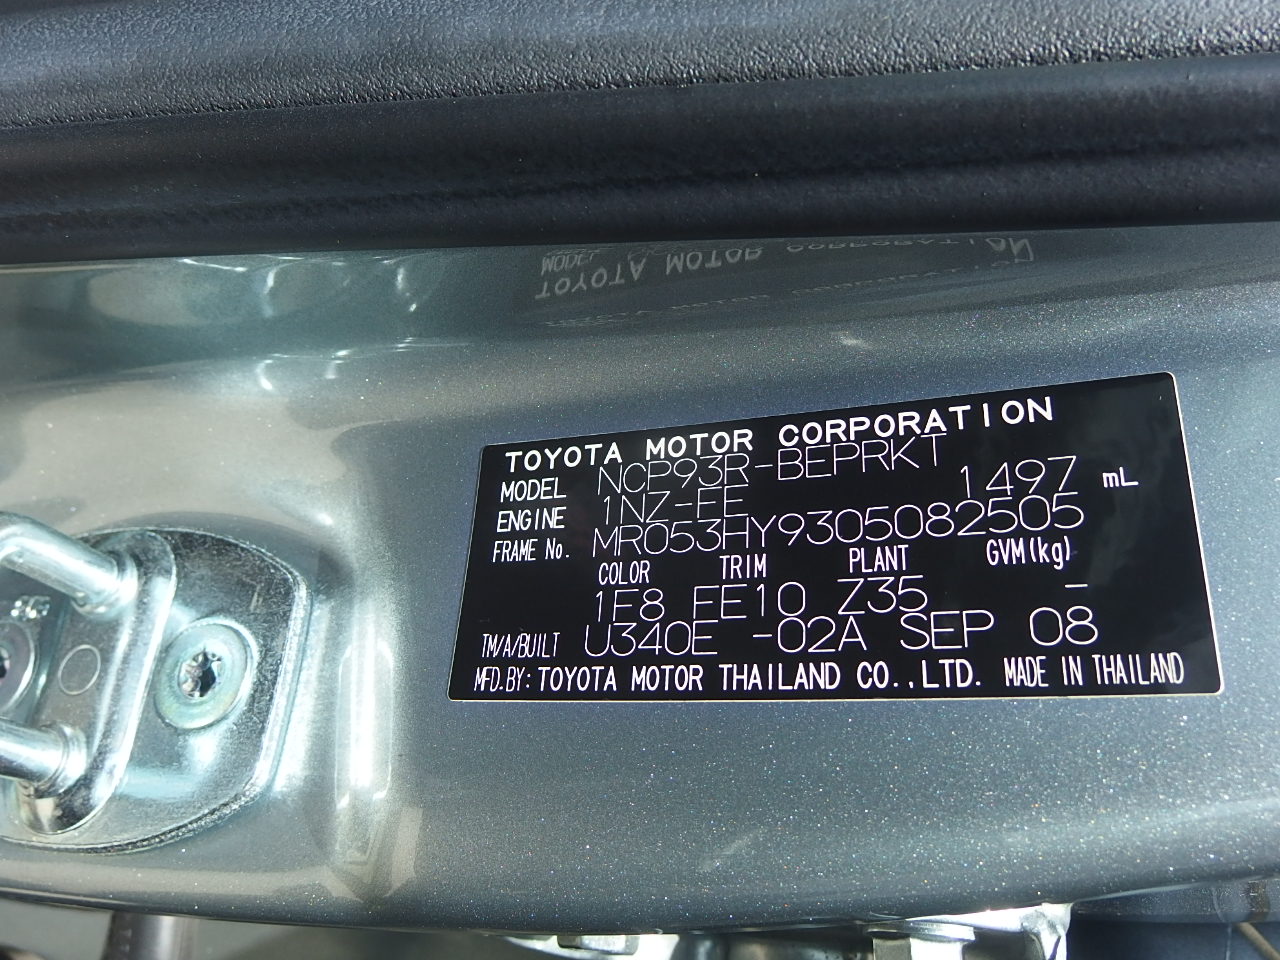 TOYOTA MOTOR CORPORATION
MODEL NCP93R-BEPRKT
ENGINE 1NZ-FE 1497 mL
FRAME No. MR053HY9305082505
COLOR TRIM PLANT GVM(kg)
1F8 FE10 Z35 -
TM/A/BUILT U340E -02A SEP 08
MFD.BY: TOYOTA MOTOR THAILAND CO.,LTD. MADE IN THAILAND